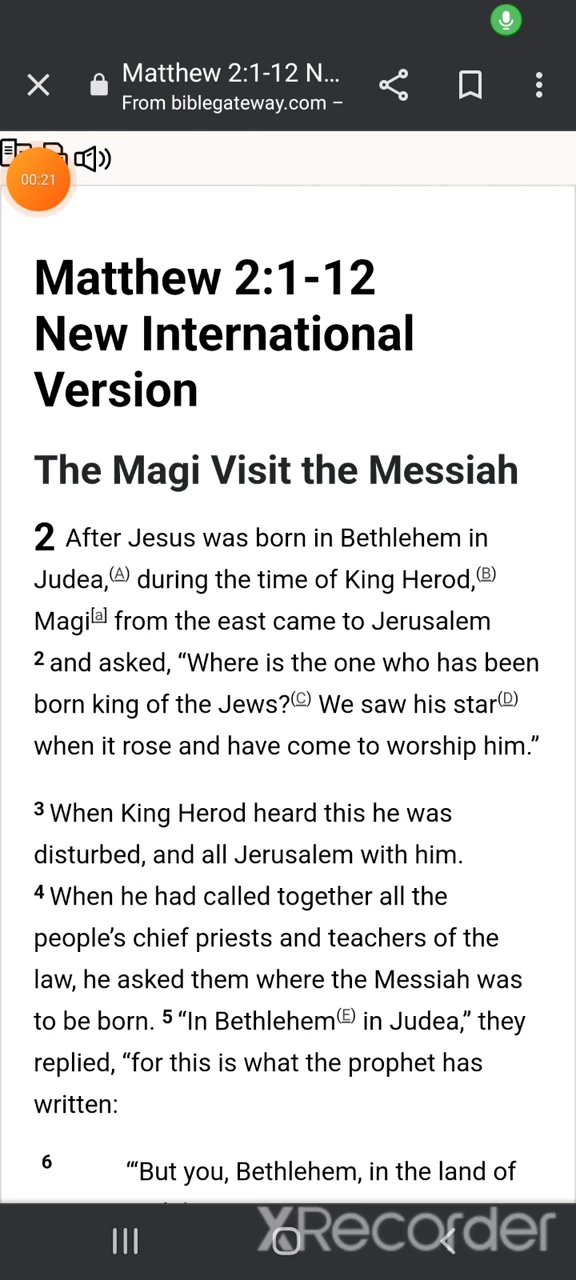 Matthew 2:1-12 N...
From biblegateway.com –
00:21
Matthew 2:1-12
New International
Version
The Magi Visit the Messiah
2 After Jesus was born in Bethlehem in
Judea,(A) during the time of King Herod,(B)
Magi[a] from the east came to Jerusalem
2 and asked, “Where is the one who has been
born king of the Jews?(C) We saw his star(D)
when it rose and have come to worship him.”
3 When King Herod heard this he was
disturbed, and all Jerusalem with him.
4 When he had called together all the
people’s chief priests and teachers of the
law, he asked them where the Messiah was
to be born. 5 “In Bethlehem(E) in Judea,” they
replied, “for this is what the prophet has
written:
6 “‘But you, Bethlehem, in the land of
XRecorder